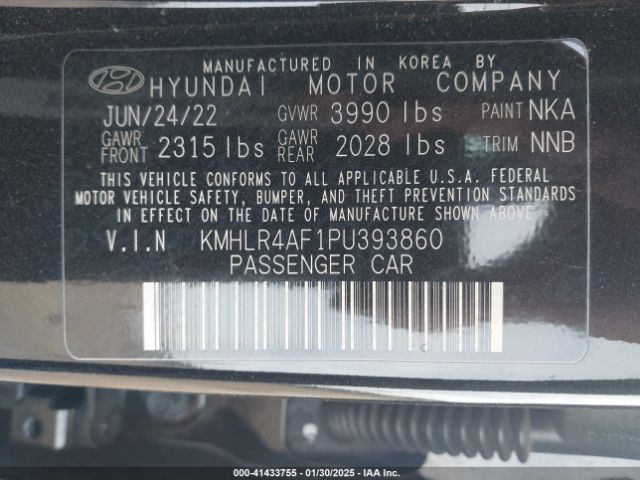 MANUFACTURED IN KOREA BY
HYUNDAI MOTOR COMPANY
JUN/24/22 GVWR 3990 lbs PAINT NKA
GAWR FRONT 2315 lbs GAWR REAR 2028 lbs TRIM NNB
THIS VEHICLE CONFORMS TO ALL APPLICABLE U.S.A. FEDERAL
MOTOR VEHICLE SAFETY, BUMPER, AND THEFT PREVENTION STANDARDS
IN EFFECT ON THE DATE OF MANUFACTURE SHOWN ABOVE.
V.I.N KMHLR4AF1PU393860
PASSENGER CAR
000-41433755 — 01/30/2025 — IAA Inc.